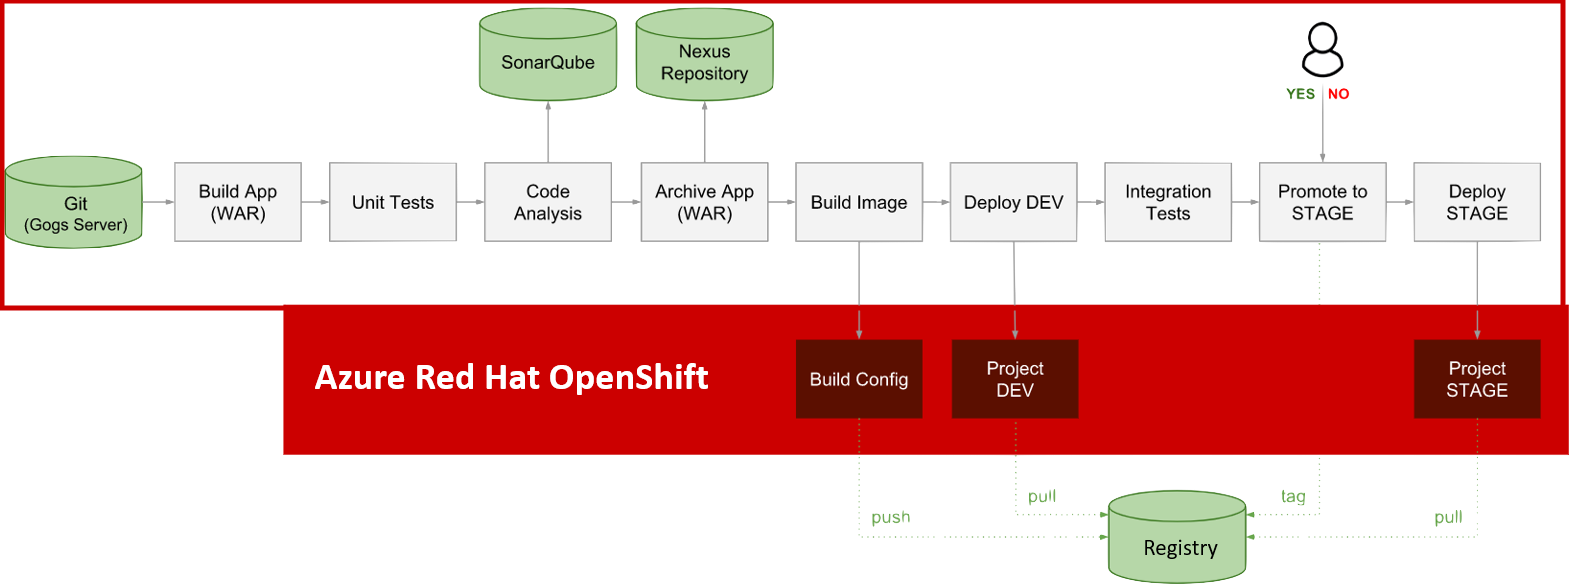 SonarQube
Nexus
Repository
YES NO
Git
(Gogs Server)
Build App
(WAR)
Unit Tests
Code
Analysis
Archive App
(WAR)
Build Image
Deploy DEV
Integration
Tests
Promote to
STAGE
Deploy
STAGE
Azure Red Hat OpenShift
Build Config
Project
DEV
Project
STAGE
push
pull
tag
pull
Registry